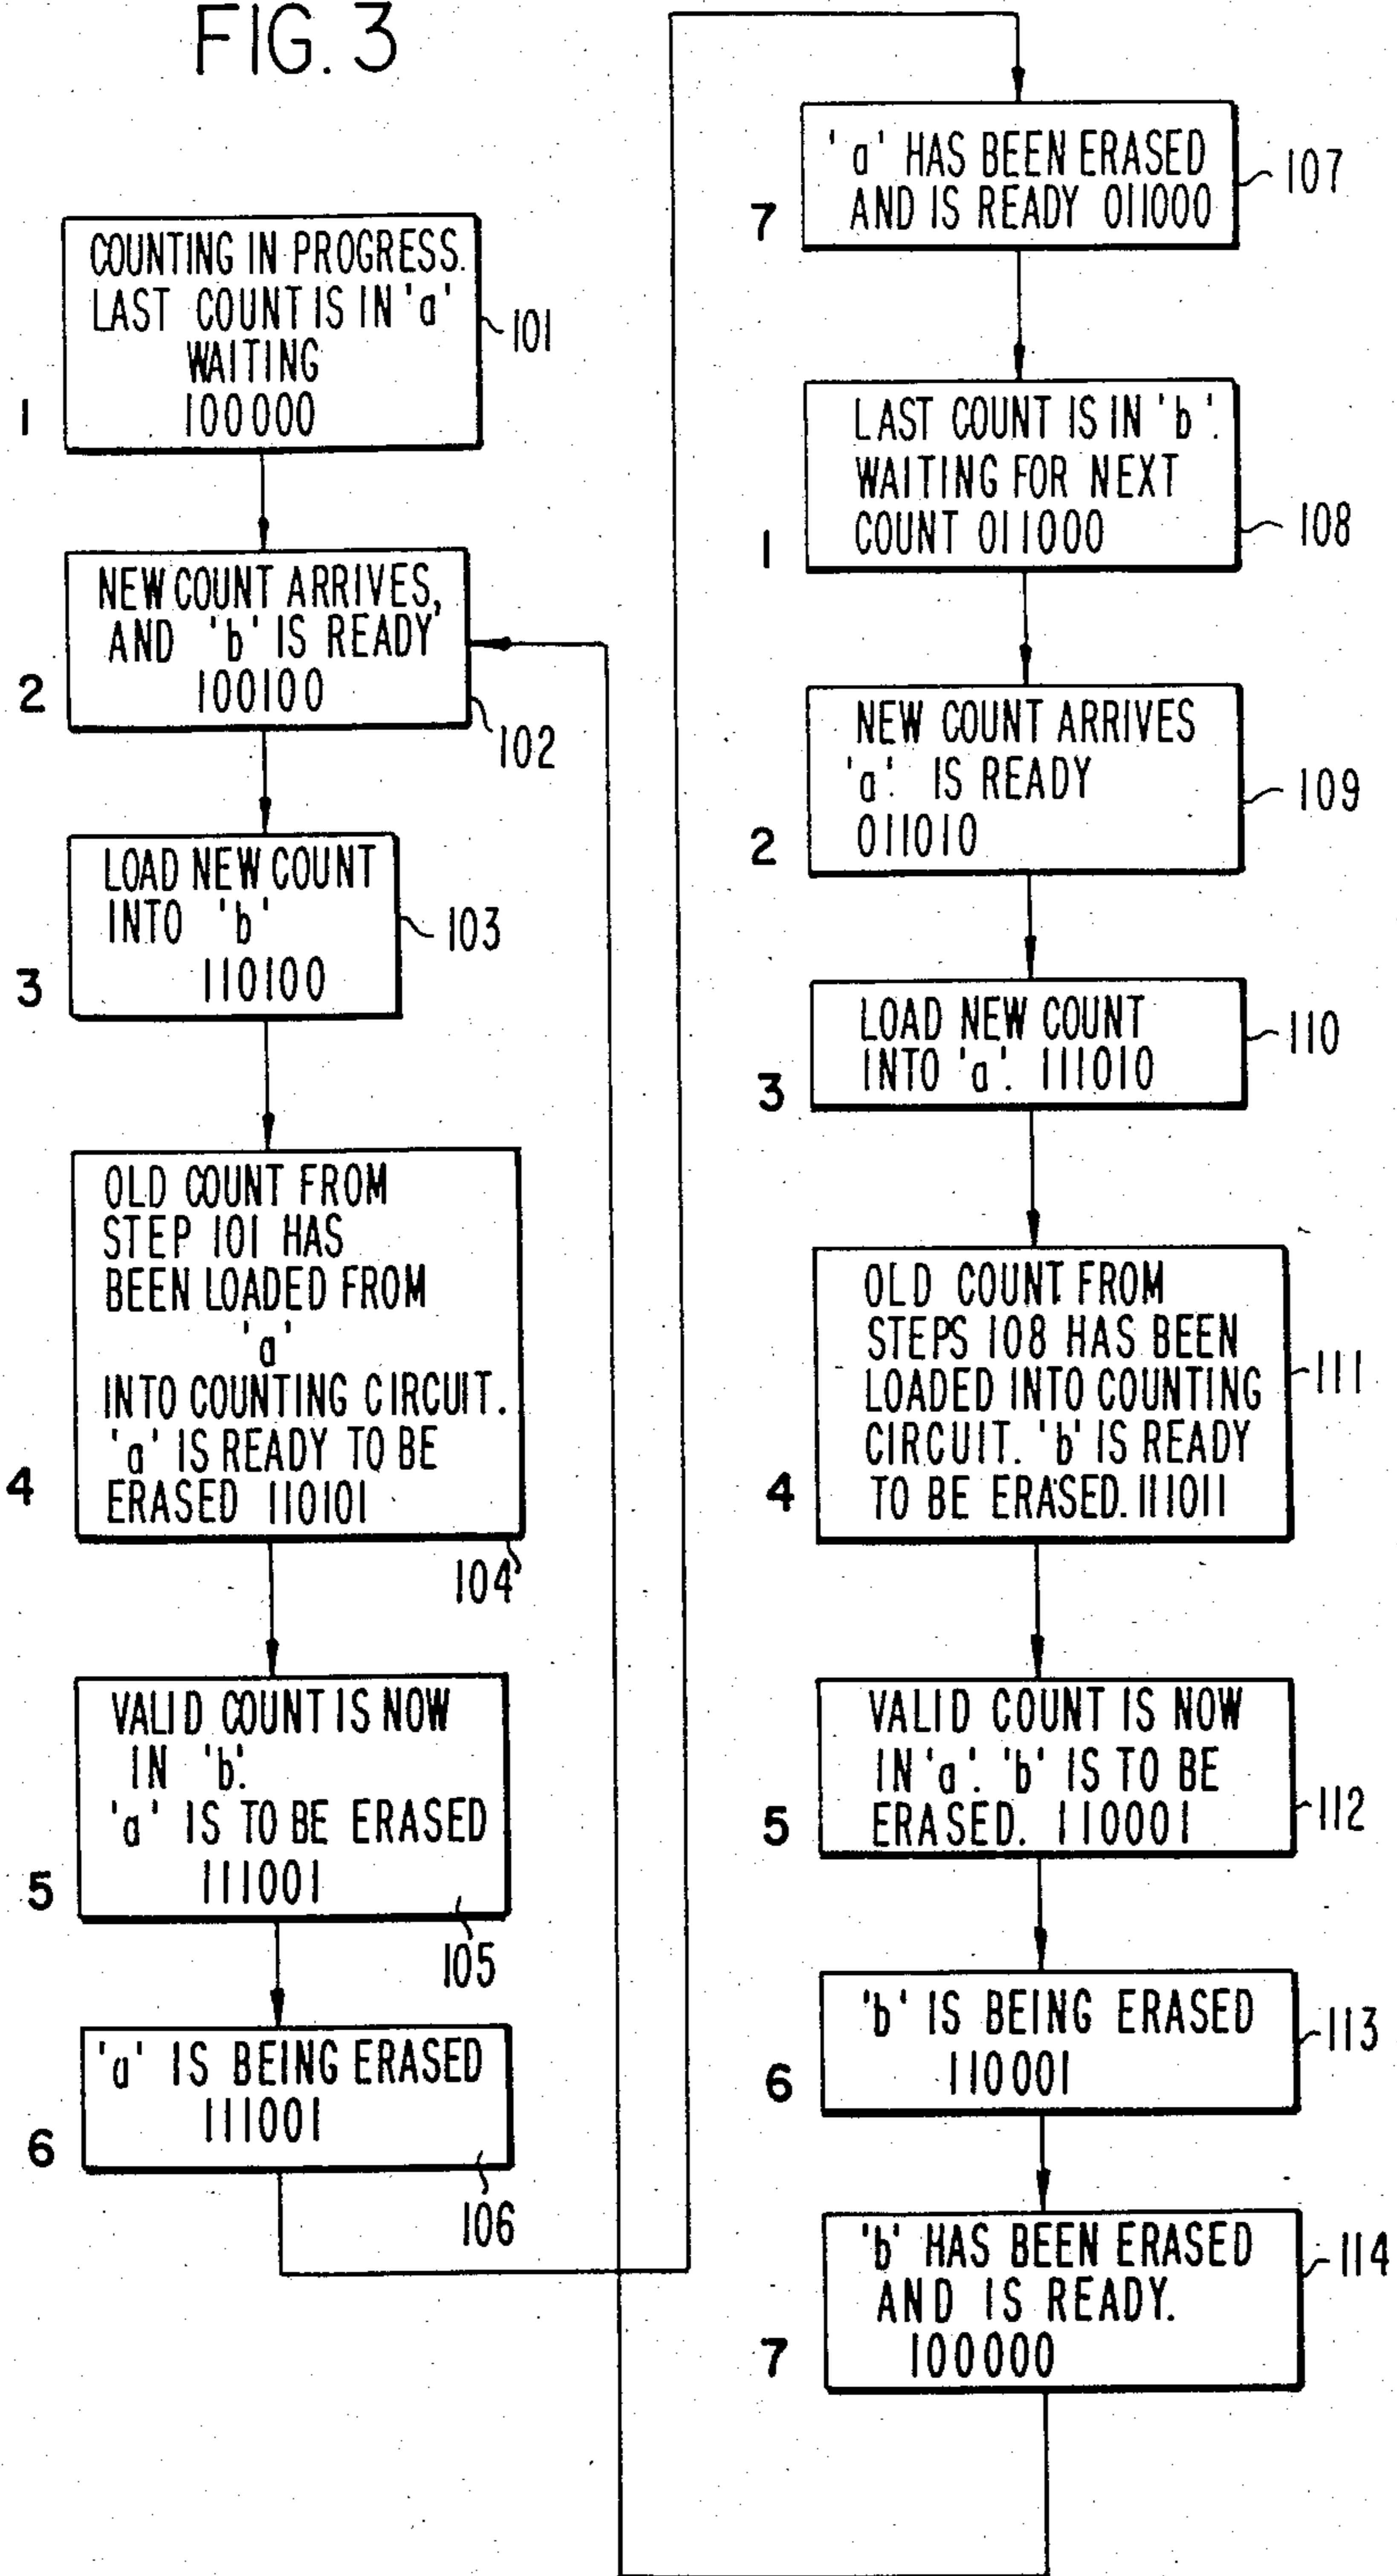 FIG. 3
COUNTING IN PROGRESS.
LAST COUNT IS IN 'a'
WAITING
100000
101
1
NEW COUNT ARRIVES,
AND 'b' IS READY
100100
2
102
LOAD NEW COUNT
INTO 'b'
110100
103
3
OLD COUNT FROM
STEP 101 HAS
BEEN LOADED FROM
'a'
INTO COUNTING CIRCUIT.
'a' IS READY TO BE
ERASED 110101
4
104
VALID COUNT IS NOW
IN 'b'.
'a' IS TO BE ERASED
111001
5
105
'a' IS BEING ERASED
111001
6
106
'a' HAS BEEN ERASED
AND IS READY 011000
107
7
LAST COUNT IS IN 'b'.
WAITING FOR NEXT
COUNT 011000
108
1
NEW COUNT ARRIVES
'a'. IS READY
011010
109
2
LOAD NEW COUNT
INTO 'a'. 111010
110
3
OLD COUNT FROM
STEPS 108 HAS BEEN
LOADED INTO COUNTING
CIRCUIT. 'b' IS READY
TO BE ERASED. 111011
111
4
VALID COUNT IS NOW
IN 'a'. 'b' IS TO BE
ERASED. 110001
112
5
'b' IS BEING ERASED
110001
113
6
'b' HAS BEEN ERASED
AND IS READY.
100000
114
7